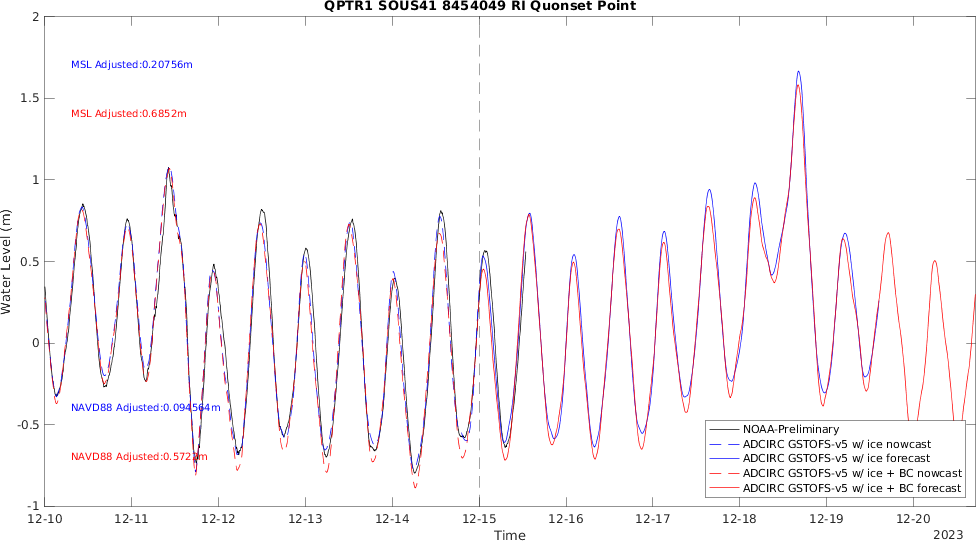 QPTR1 SOUS41 8454049 RI Quonset Point
2
1.5
1
0.5
0
-0.5
-1
Water Level (m)
MSL Adjusted:0.20756m
MSL Adjusted:0.6852m
NAVD88 Adjusted:0.094564m
NOAA-Preliminary
ADCIRC GSTOFS-v5 w/ ice nowcast
ADCIRC GSTOFS-v5 w/ ice forecast
ADCIRC GSTOFS-v5 w/ ice + BC nowcast
ADCIRC GSTOFS-v5 w/ ice + BC forecast
NAVD88
12-10 12-11 12-12 12-13 12-14 12-15 12-16 12-17 12-18 12-19 12-20
Time
2023